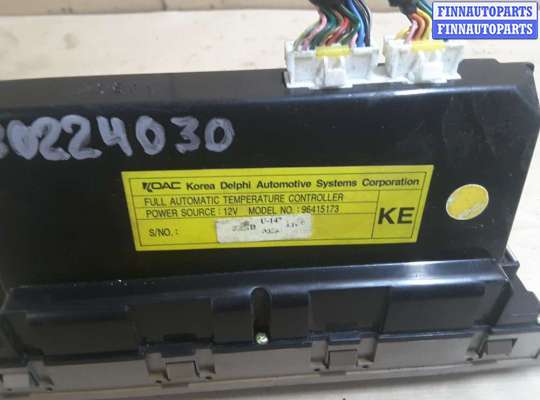 FINNAUTOPARTS
FINNAUTOPARTS
30224030
KDAC Korea Delphi Automotive Systems Corporation
FULL AUTOMATIC TEMPERATURE CONTROLLER
POWER SOURCE : 12V MODEL NO : 96415173
KE
S/NO. :